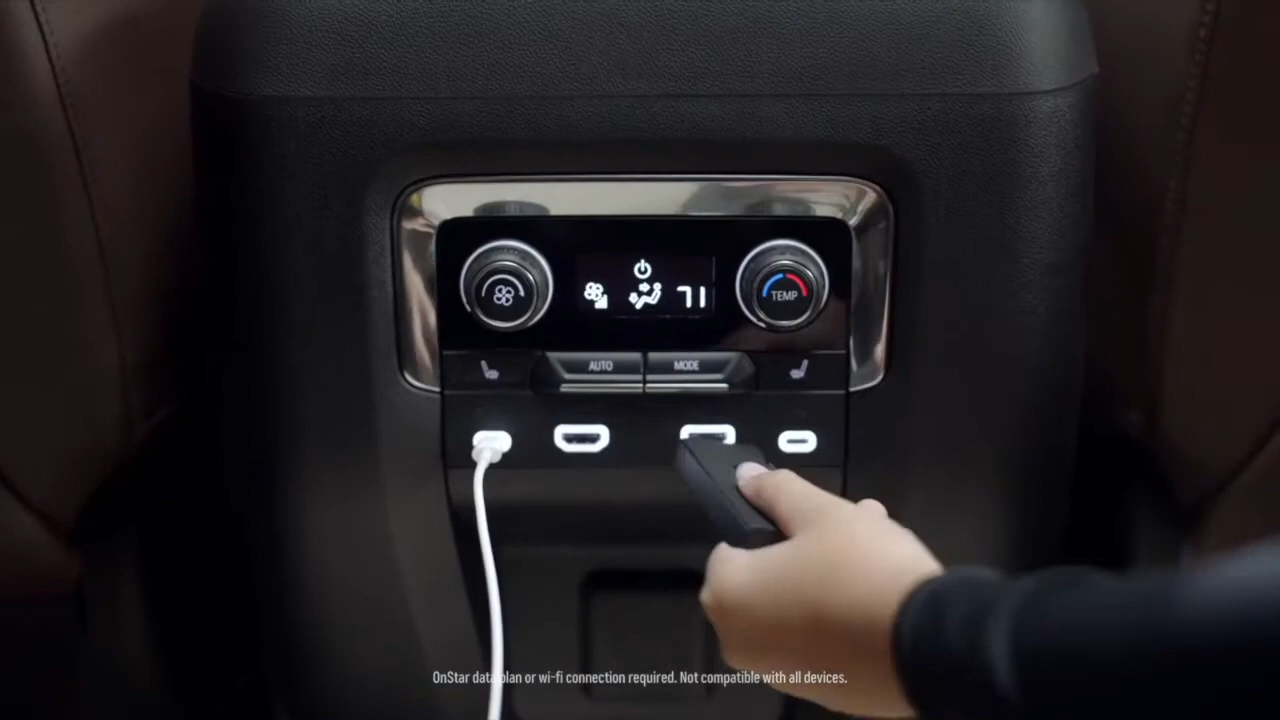 71
TEMP
AUTO
MODE
OnStar data plan or wi-fi connection required. Not compatible with all devices.